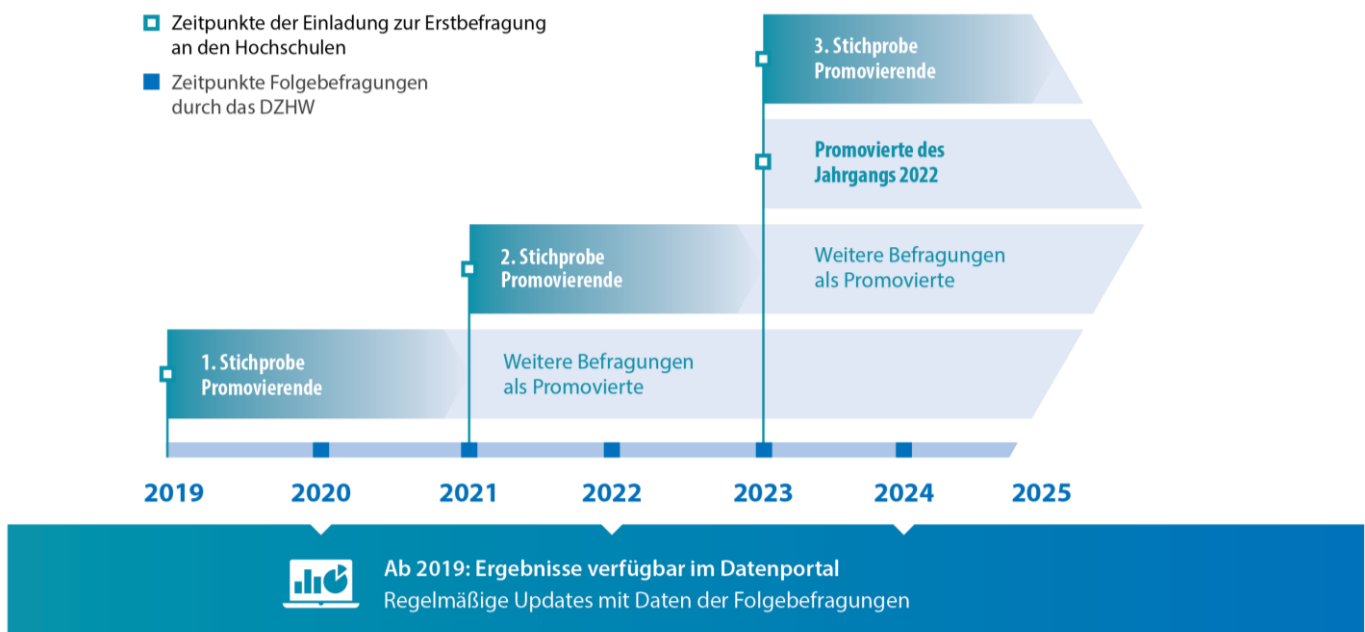 Zeitpunkte der Einladung zur Erstbefragung
an den Hochschulen
Zeitpunkte Folgebefragungen
durch das DZHW
3. Stichprobe
Promovierende
Promovierte des
Jahrgangs 2022
2. Stichprobe
Promovierende
Weitere Befragungen
als Promovierte
1. Stichprobe
Promovierende
Weitere Befragungen
als Promovierte
2019 2020 2021 2022 2023 2024 2025
Ab 2019: Ergebnisse verfügbar im Datenportal
Regelmäßige Updates mit Daten der Folgebefragungen